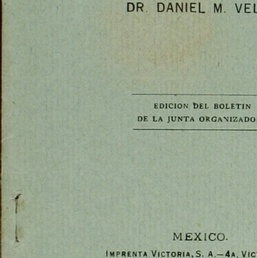 DR. DANIEL M. VEL
EDICION DEL BOLETIN
DE LA JUNTA ORGANIZADO
MEXICO.
IMPRENTA VICTORIA, S. A.—4A. VIC